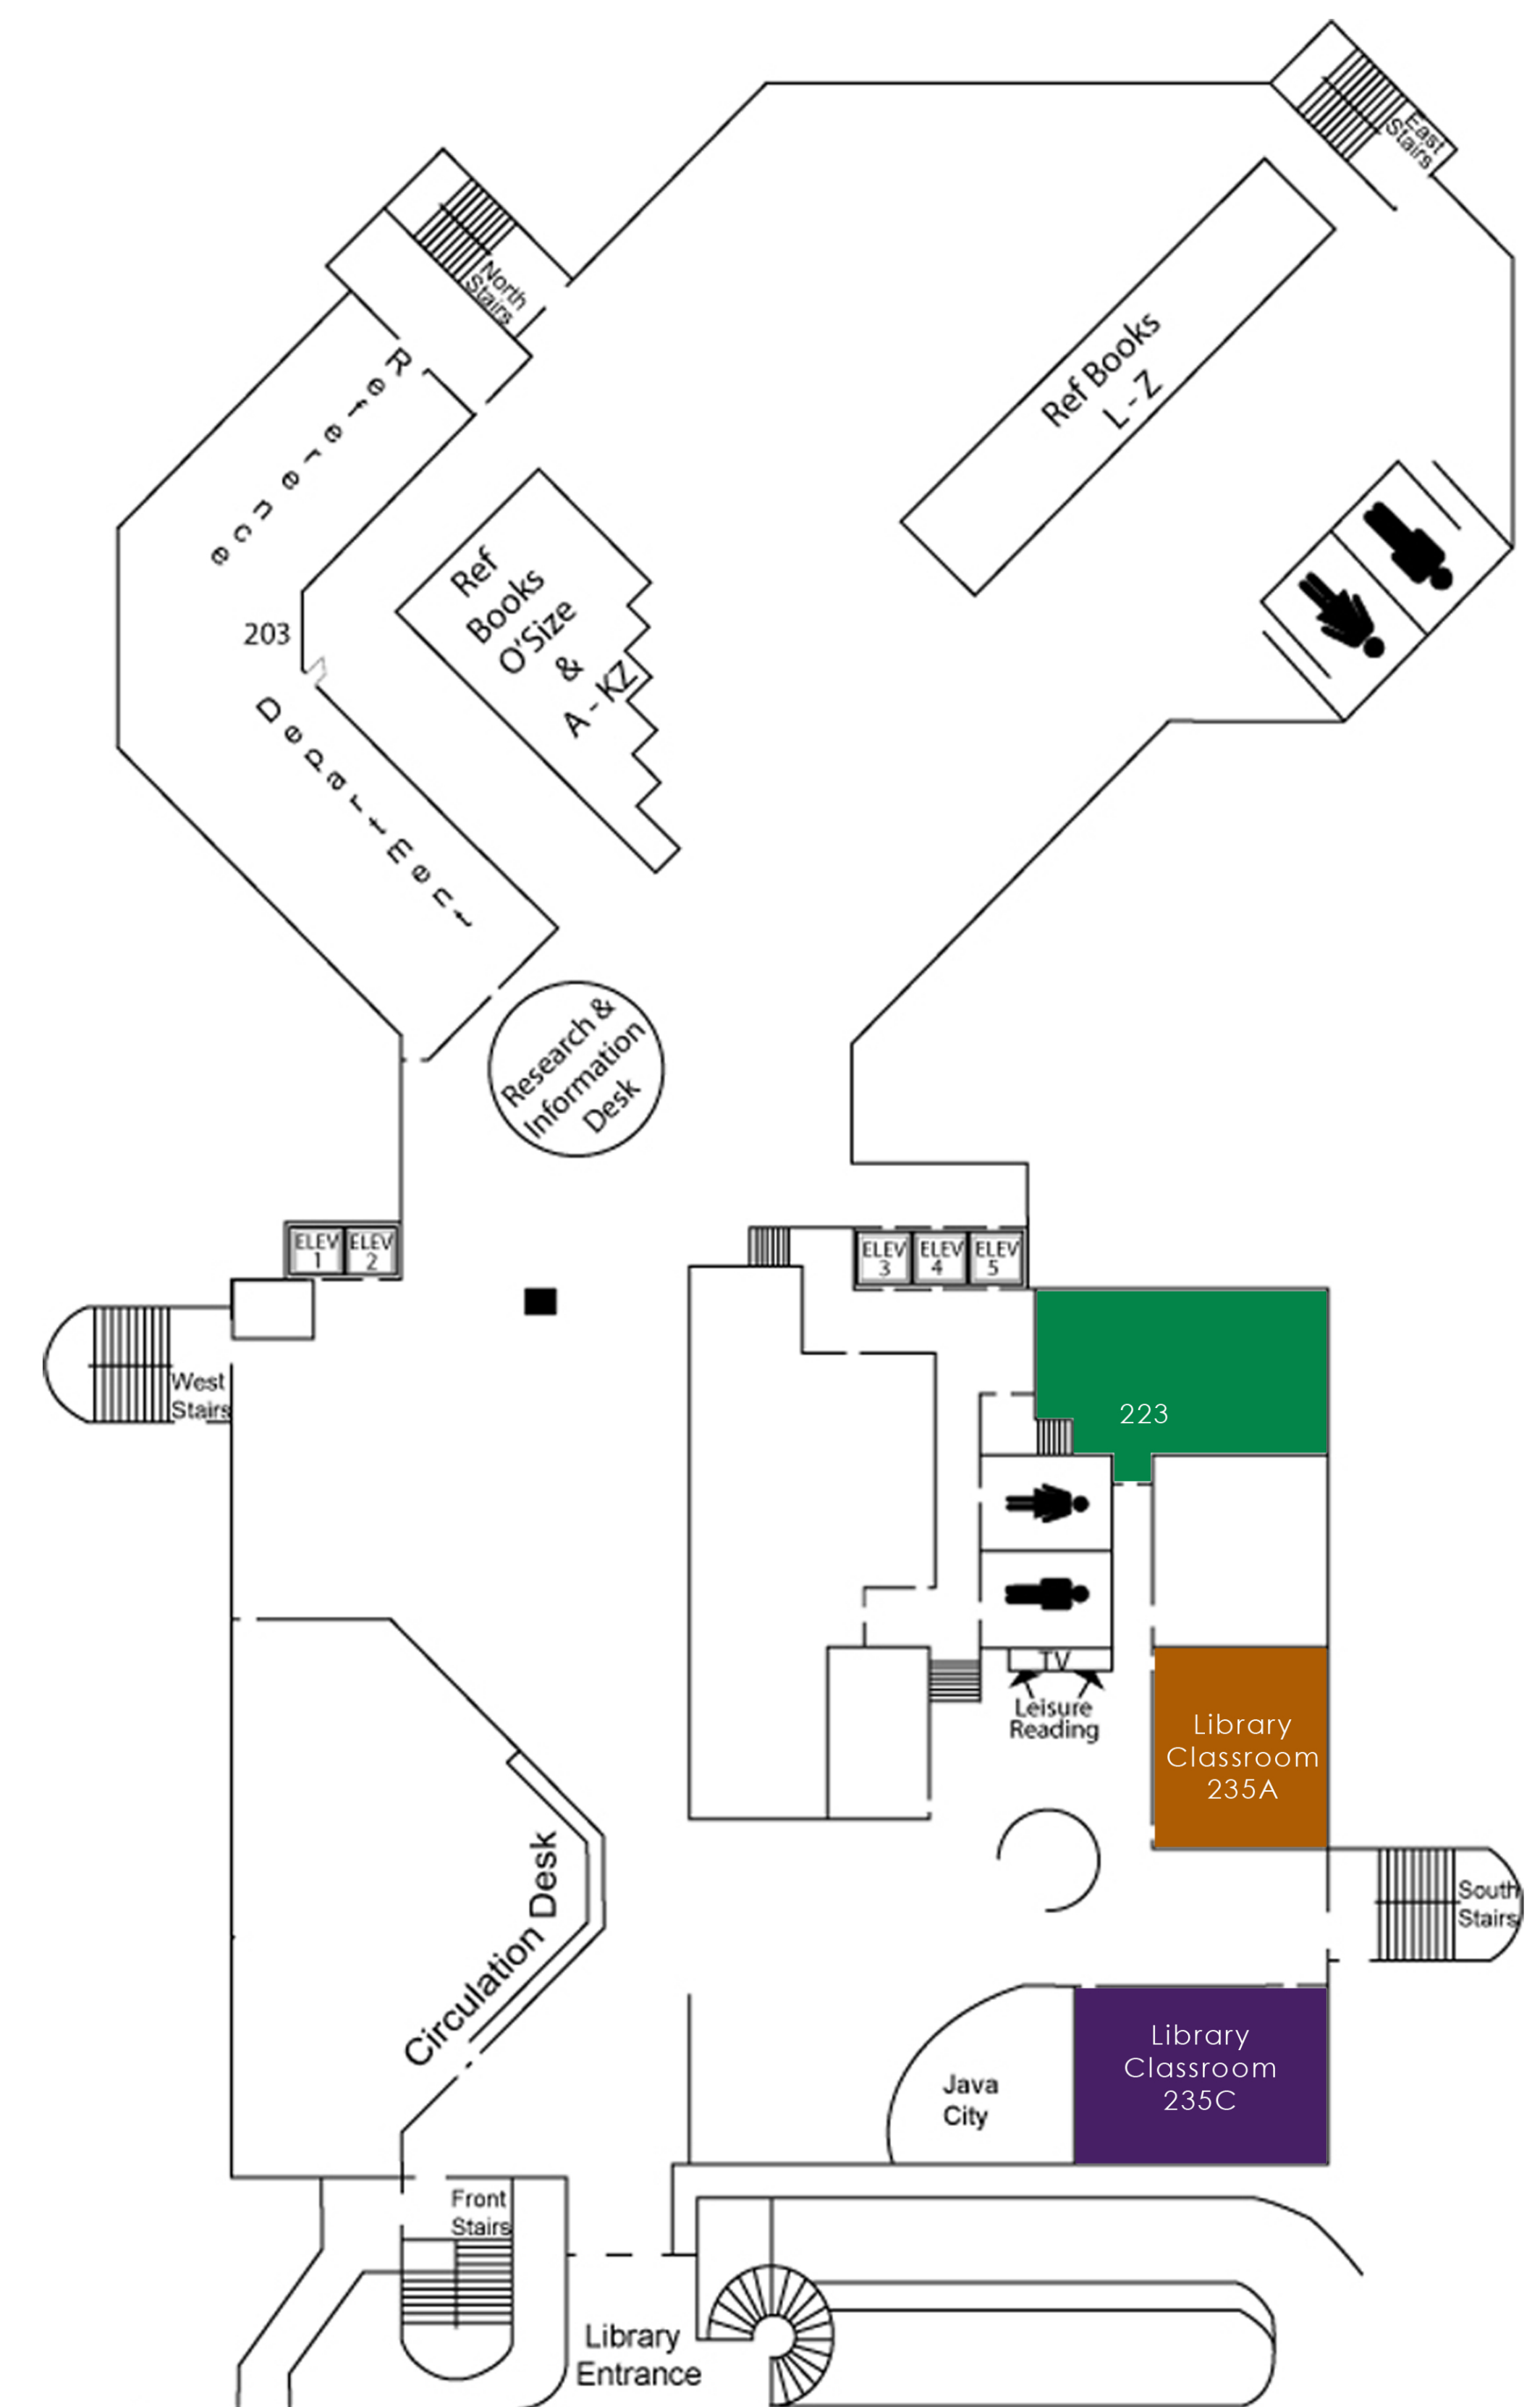 East
Stairs
North
Stairs
Ref Books
L - Z
Reference
203
Department
Ref
Books
O'Size
&
A - KZ
Research &
Information
Desk
ELEV
1
ELEV
2
ELEV
3
ELEV
4
ELEV
5
West
Stairs
223
TV
Leisure
Reading
Library
Classroom
235A
South
Stairs
Circulation Desk
Java
City
Library
Classroom
235C
Front
Stairs
Library
Entrance